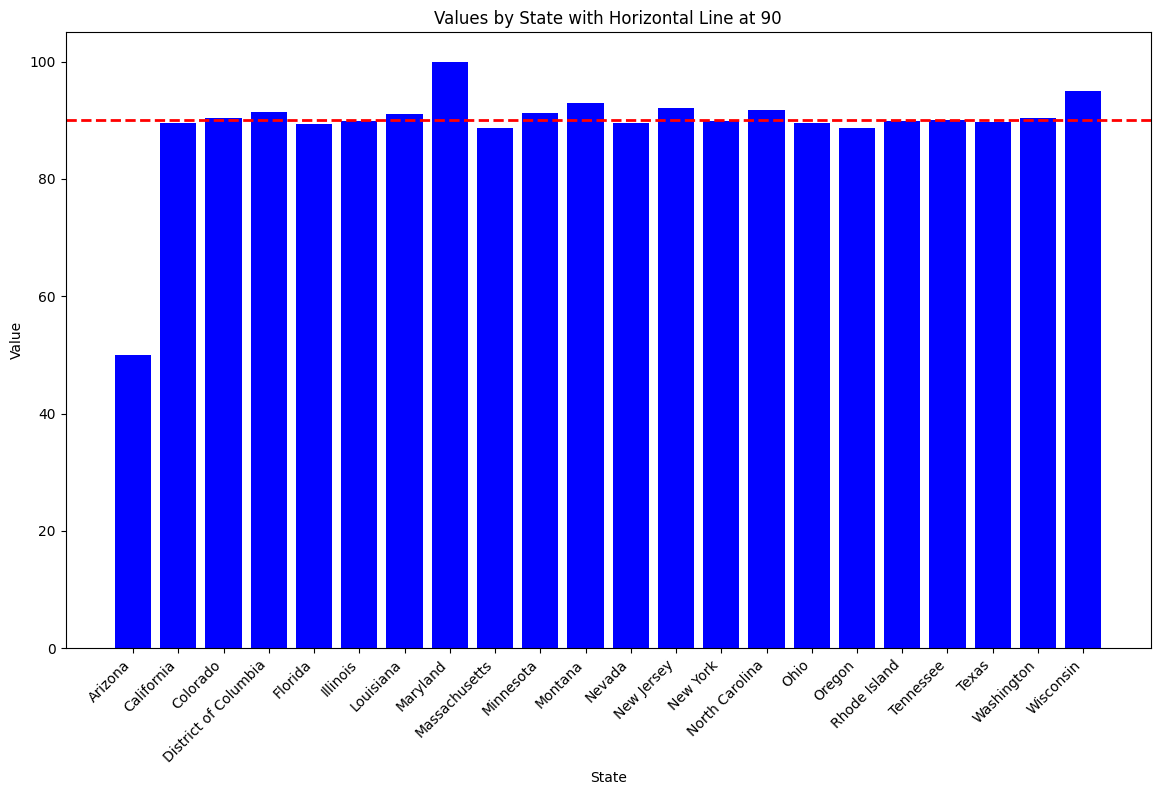 Values by State with Horizontal Line at 90
Value
100
80
60
40
20
0
Arizona
California
Colorado
District of Columbia
Florida
Illinois
Louisiana
Maryland
Massachusetts
Minnesota
Montana
Nevada
New Jersey
New York
North Carolina
Ohio
Oregon
Rhode Island
Tennessee
Texas
Washington
Wisconsin
State